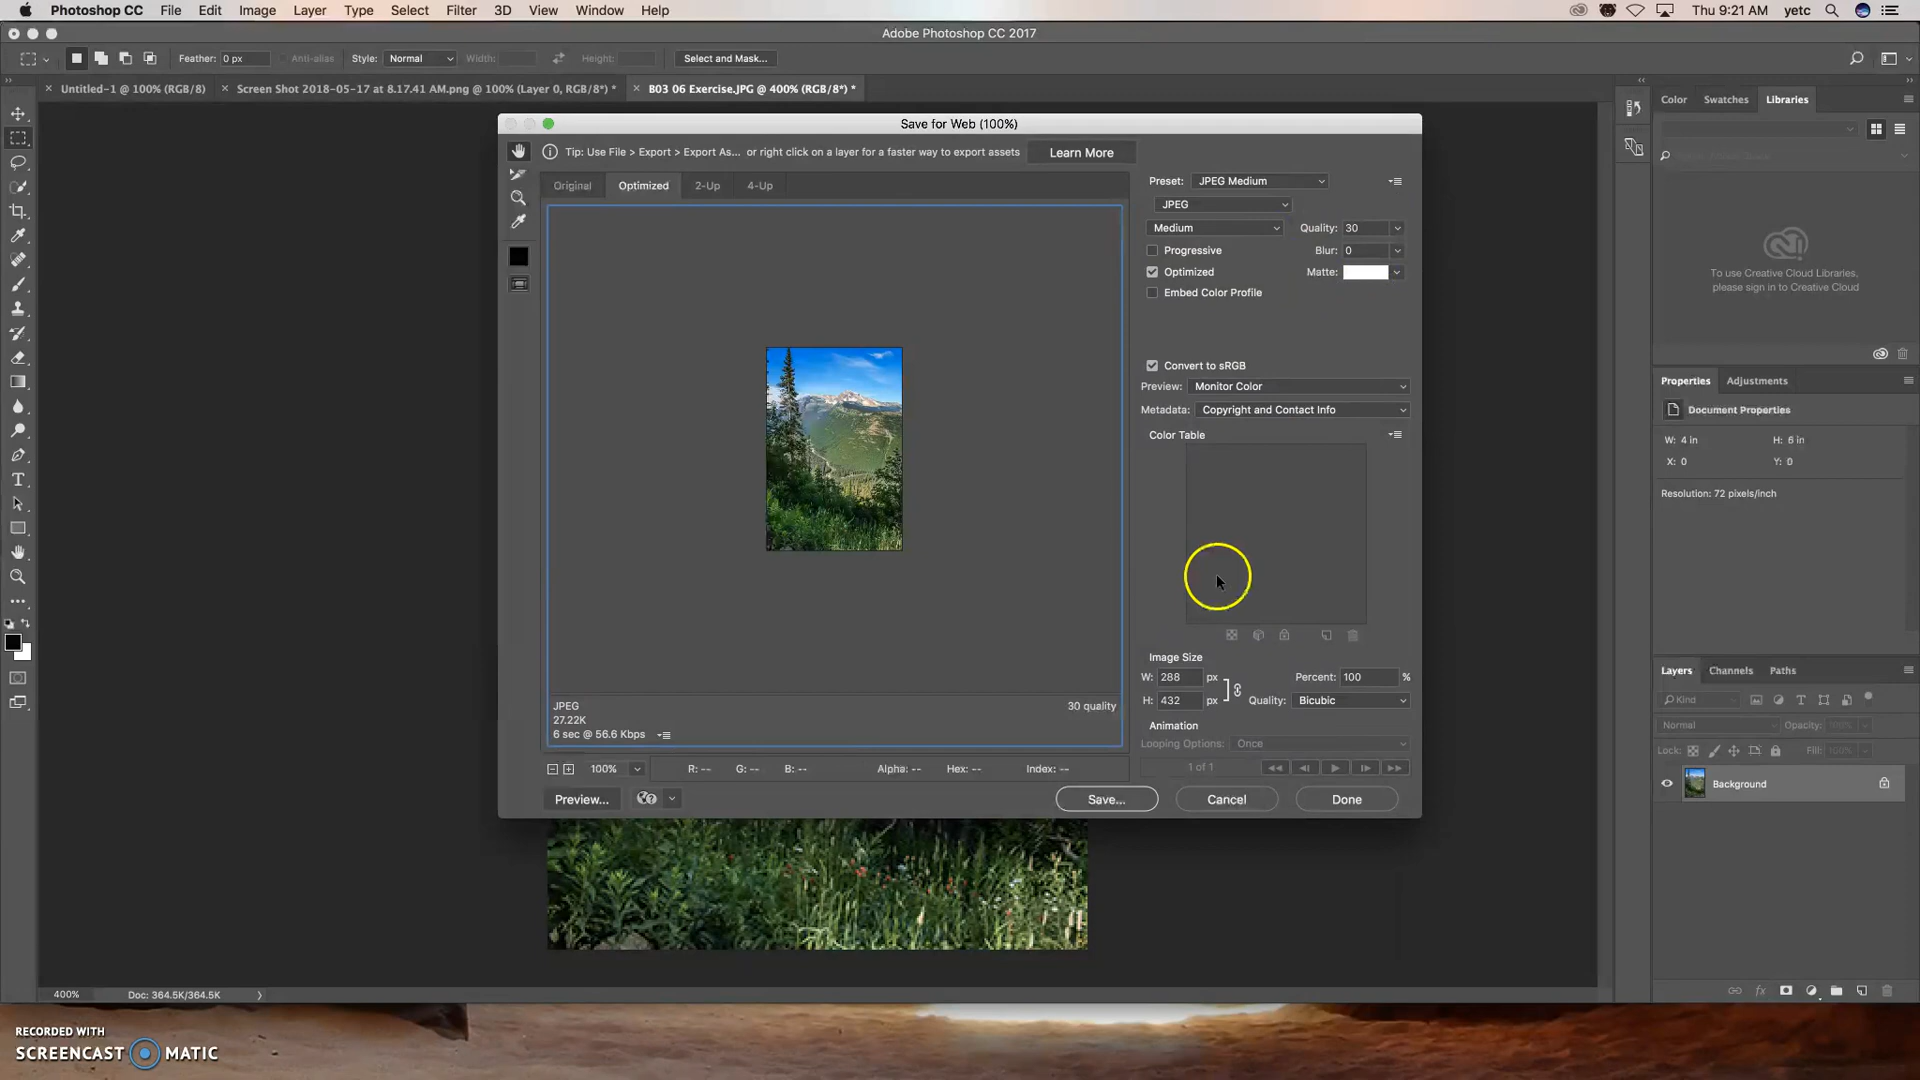 Photoshop CC File Edit Image Layer Type Select Filter 3D View Window Help Thu 9:21 AM yetc
Adobe Photoshop CC 2017
Feather: 0 px Anti-alias Style: Normal Width: Height: Select and Mask...
Untitled-1 @ 100% (RGB/8) Screen Shot 2018-05-17 at 8.17.41 AM.png @ 100% (Layer 0, RGB/8*) * B03 06 Exercise.JPG @ 400% (RGB/8*) *
Color Swatches Libraries
Save for Web (100%)
Tip: Use File > Export > Export As... or right click on a layer for a faster way to export assets Learn More
Original Optimized 2-Up 4-Up
Preset: JPEG Medium
JPEG
Medium Quality: 30
Progressive Blur: 0
Optimized Matte:
Embed Color Profile
Convert to sRGB
Preview: Monitor Color
Metadata: Copyright and Contact Info
Color Table
Image Size
W: 288 px Percent: 100 %
H: 432 px Quality: Bicubic
Animation
Looping Options: Once
1 of 1
JPEG 30 quality
27.22K
6 sec @ 56.6 Kbps
100% R: -- G: -- B: -- Alpha: -- Hex: -- Index: --
Preview... Save... Cancel Done
To use Creative Cloud Libraries,
please sign in to Creative Cloud
Properties Adjustments
Document Properties
W: 4 in H: 6 in
X: 0 Y: 0
Resolution: 72 pixels/inch
Layers Channels Paths
Kind
Normal Opacity: 100%
Lock: Fill: 100%
Background
fx
400% Doc: 364.5K/364.5K
RECORDED WITH
SCREENCAST MATIC